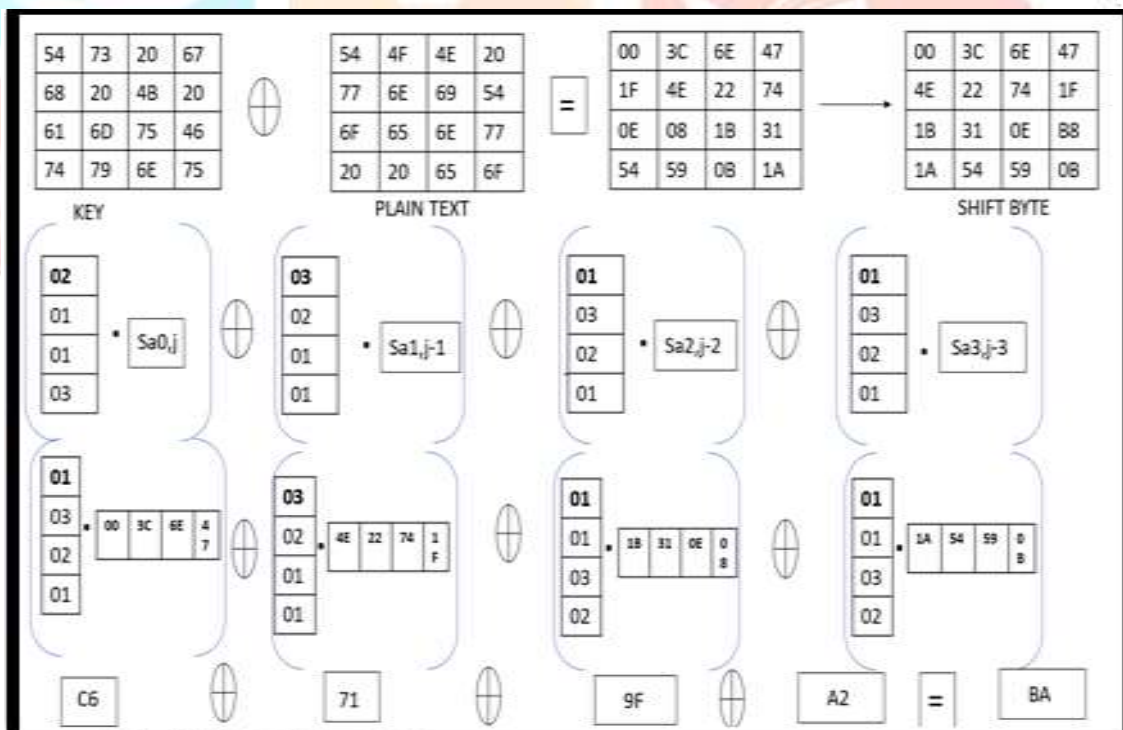 54 73 20 67 54 4F 4E 20 00 3C 6E 47 00 3C 6E 47
68 20 4B 20 77 6E 69 54 = 1F 4E 22 74 4E 22 74 1F
61 6D 75 46 6F 65 6E 77 0E 08 1B 31 1B 31 0E B8
74 79 6E 75 20 20 65 6F 54 59 0B 1A 1A 54 59 0B
KEY PLAIN TEXT SHIFT BYTE
02 03 01 01
01 02 03 03
Sa0,j Sa1,j-1 Sa2,j-2 Sa3,j-3
01 01 02 02
03 01 01 01
01 03 01 01
03 00 3C 6E 47 02 4E 22 74 1F 01 1B 31 0E 08 01 1A 54 59 0B
02 01 03 03
01 01 02 02
C6 71 9F A2 = BA